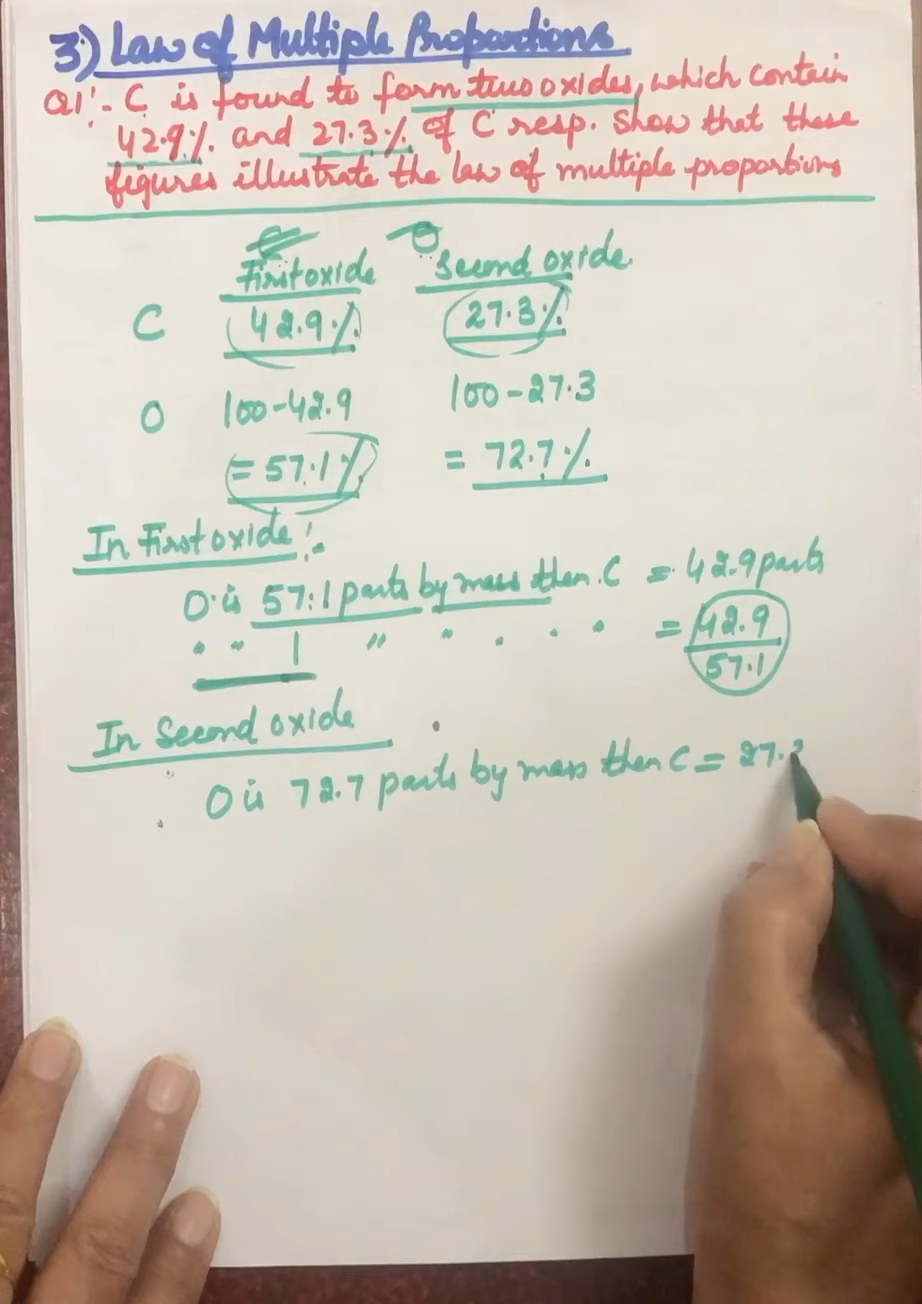 3) Law of Multiple Proportions
Q1:- C is found to form two oxides, which contain
42.9% and 27.3% of C resp. Show that these
figures illustrate the law of multiple proportions
First oxide Second oxide
C 42.9% 27.3%
O 100-42.9 100-27.3
= 57.1% = 72.7%
In First oxide :-
O is 57.1 parts by mass then C = 42.9 parts
" " 1 " " " " " = 42.9/57.1
In Second oxide
O is 72.7 parts by mass then C = 27.